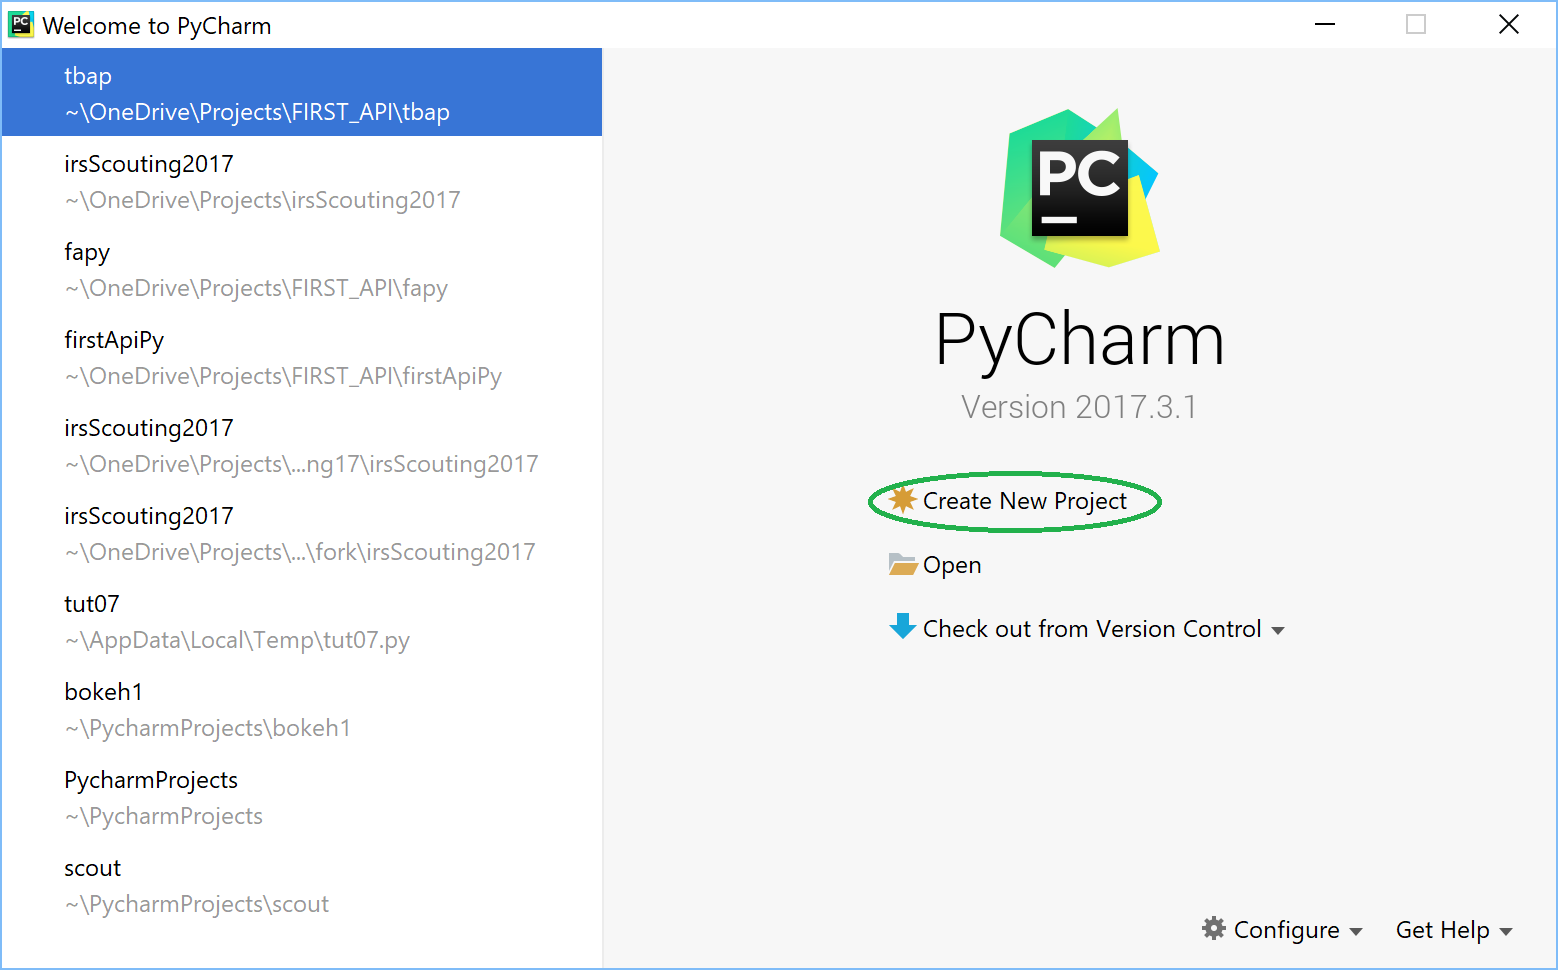 PC Welcome to PyCharm
tbap
~\OneDrive\Projects\FIRST_API\tbap
irsScouting2017
~\OneDrive\Projects\irsScouting2017
fapy
~\OneDrive\Projects\FIRST_API\fapy
firstApiPy
~\OneDrive\Projects\FIRST_API\firstApiPy
irsScouting2017
~\OneDrive\Projects\...ng17\irsScouting2017
irsScouting2017
~\OneDrive\Projects\...\fork\irsScouting2017
tut07
~\AppData\Local\Temp\tut07.py
bokeh1
~\PycharmProjects\bokeh1
PycharmProjects
~\PycharmProjects
scout
~\PycharmProjects\scout
PC
PyCharm
Version 2017.3.1
Create New Project
Open
Check out from Version Control
Configure
Get Help